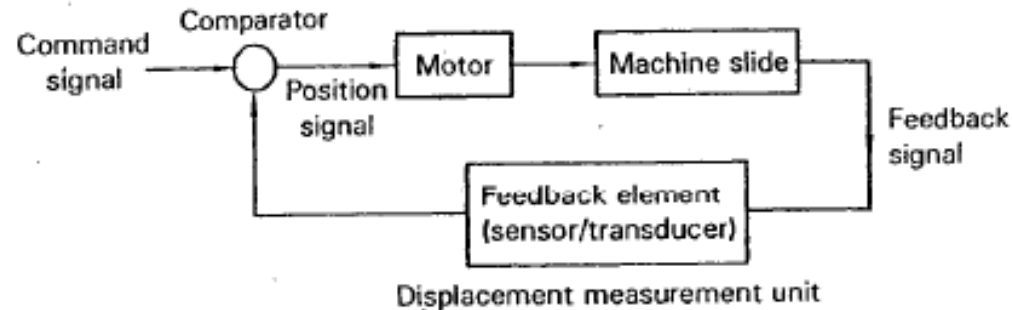 Comparator
Command
signal
Position
signal
Motor
Machine slide
Feedback
signal
Feedback element
(sensor/transducer)
Displacement measurement unit